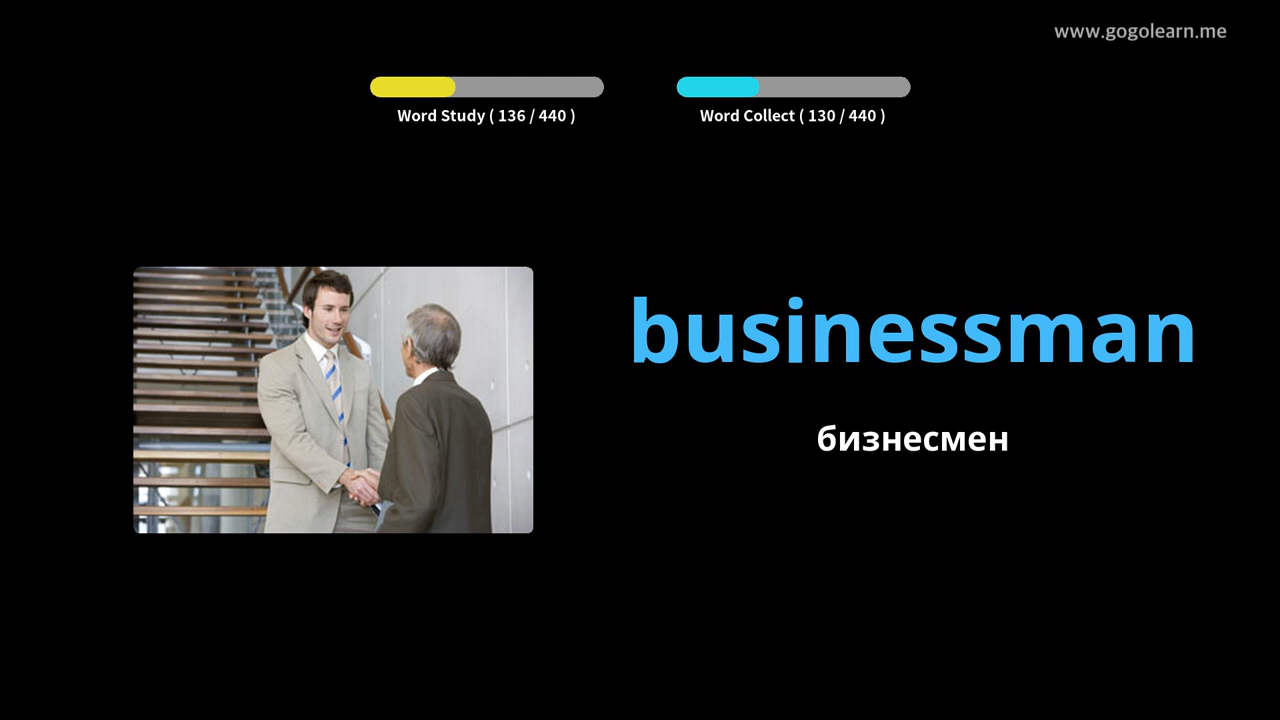 www.gogolearn.me
Word Study ( 136 / 440 )
Word Collect ( 130 / 440 )
businessman
бизнесмен